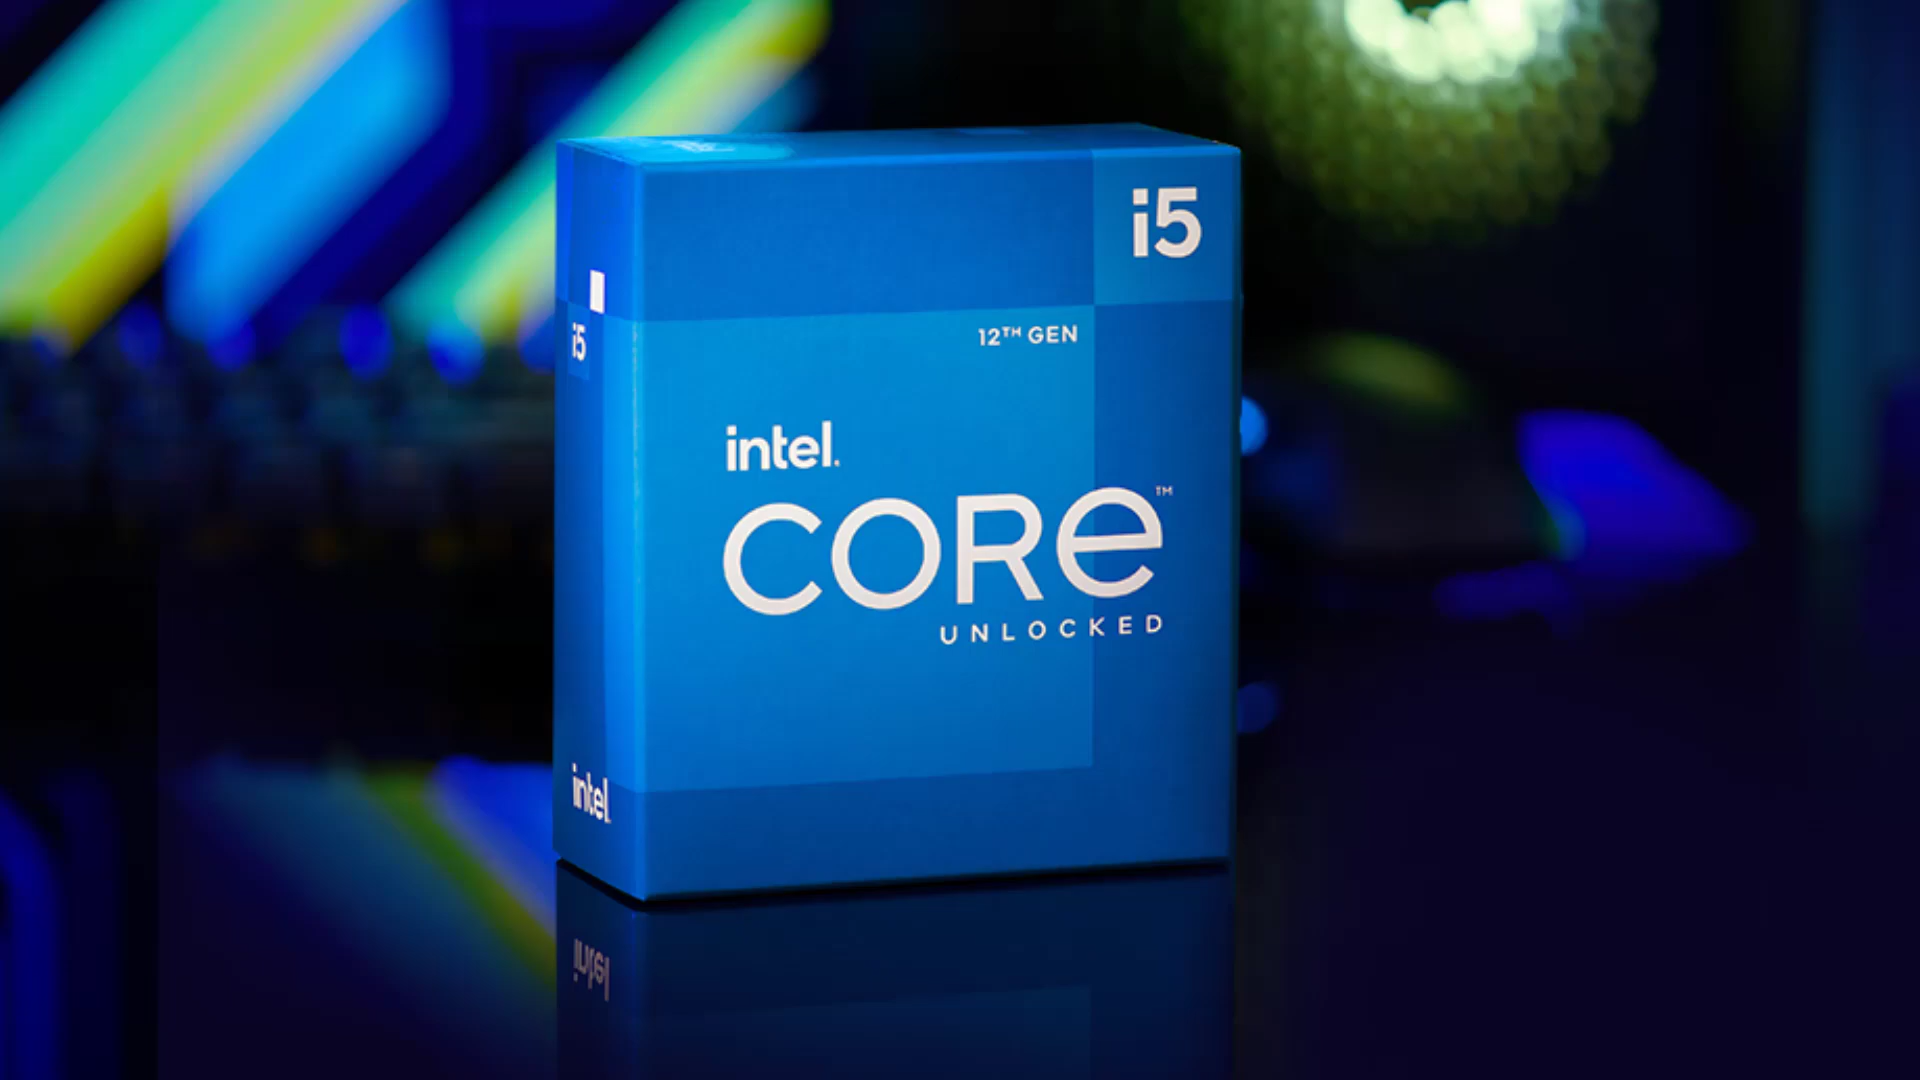 i5
12TH GEN
intel.
CORE™
UNLOCKED
i5
intel.